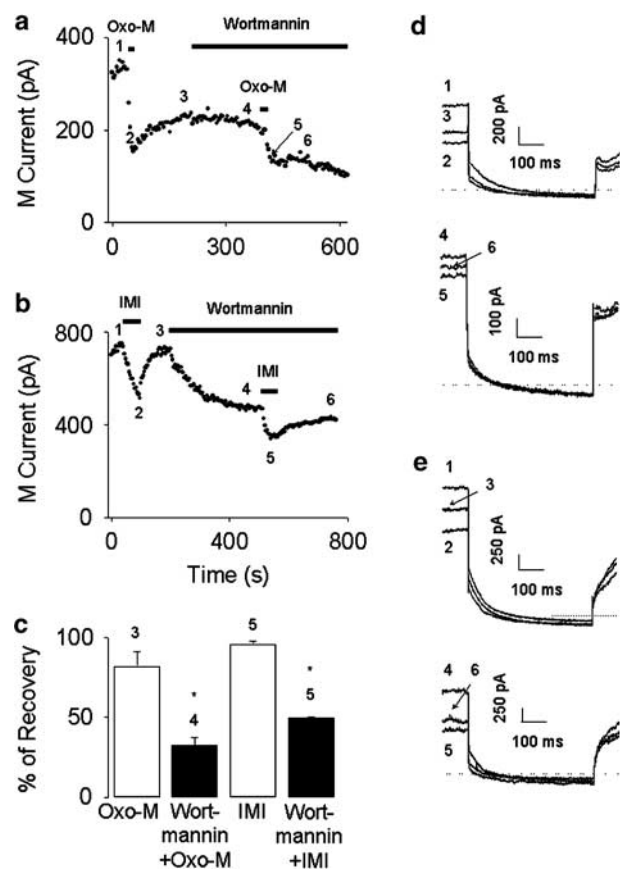 a
Oxo-M
Wortmannin
400
200
0
M Current (pA)
1
2
3
Oxo-M
4
5
6
0
300
600
b
IMI
Wortmannin
800
400
0
M Current (pA)
1
2
3
4
IMI
5
6
0
400
800
Time (s)
c
100
50
0
% of Recovery
3
*
4
5
*
5
Oxo-M
Wort-
mannin
+Oxo-M
IMI
Wort-
mannin
+IMI
d
1
3
2
200 pA
100 ms
4
6
5
100 pA
100 ms
e
1
3
2
250 pA
100 ms
4
6
5
250 pA
100 ms